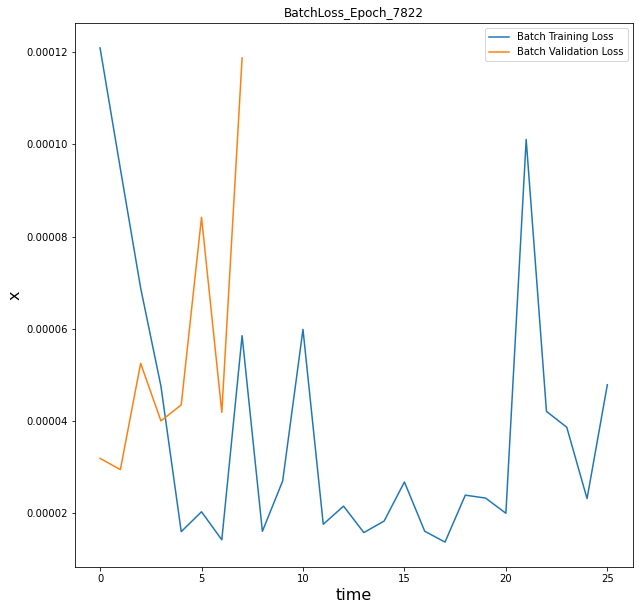 BatchLoss_Epoch_7822
Batch Training Loss
Batch Validation Loss
0.00012
0.00010
0.00008
0.00006
0.00004
0.00002
x
0 5 10 15 20 25
time